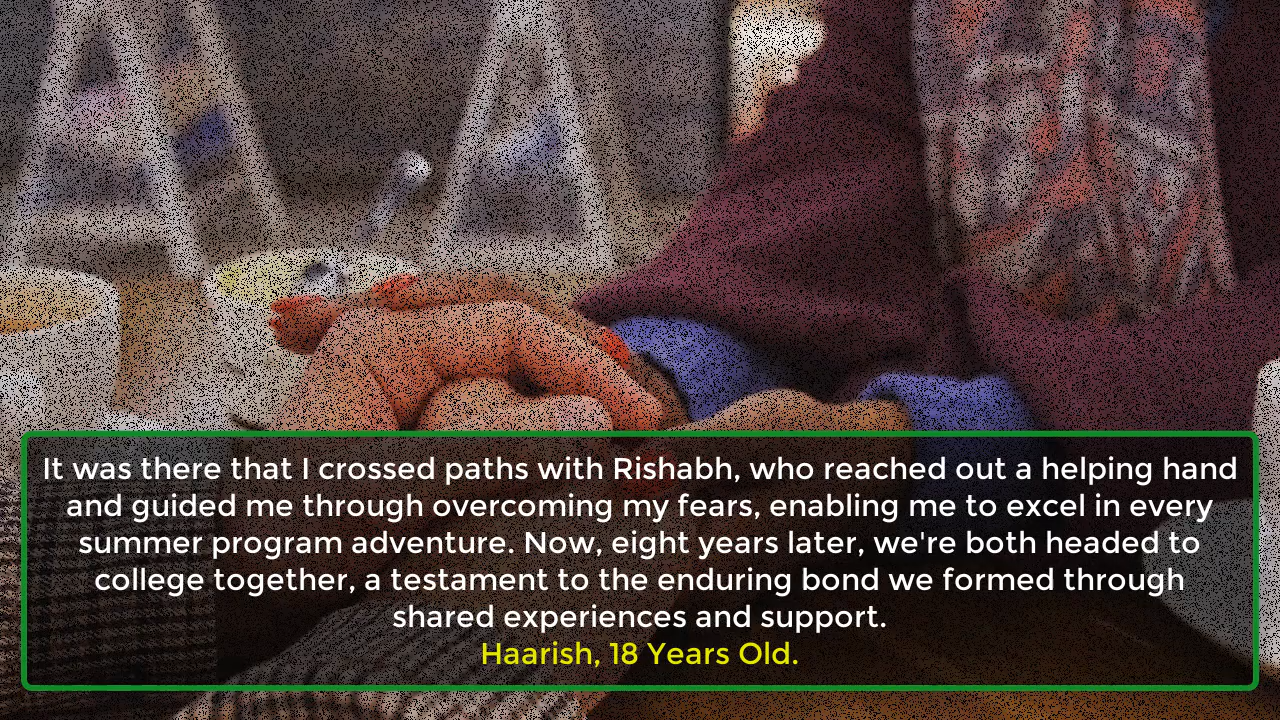 It was there that I crossed paths with Rishabh, who reached out a helping hand
and guided me through overcoming my fears, enabling me to excel in every
summer program adventure. Now, eight years later, we're both headed to
college together, a testament to the enduring bond we formed through
shared experiences and support.
Haarish, 18 Years Old.